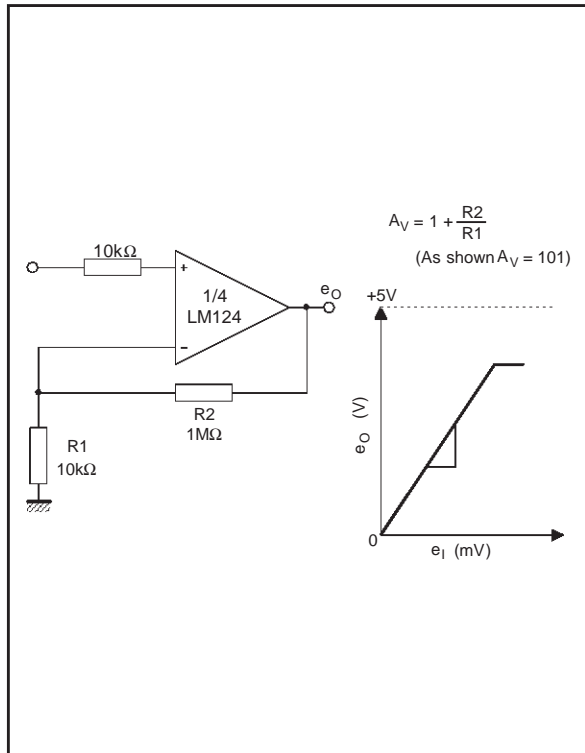 10kΩ
+
1/4
LM124
–
e_O
R2
1MΩ
R1
10kΩ
A_V = 1 + R2/R1
(As shown A_V = 101)
+5V
e_O (V)
0
e_I (mV)